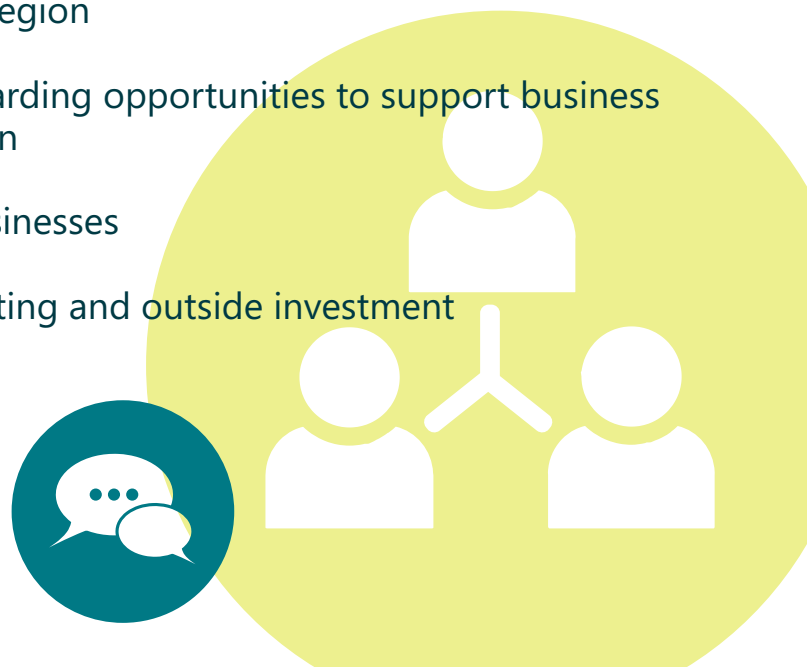 egion
arding opportunities to support business
n
sinesses
ting and outside investment